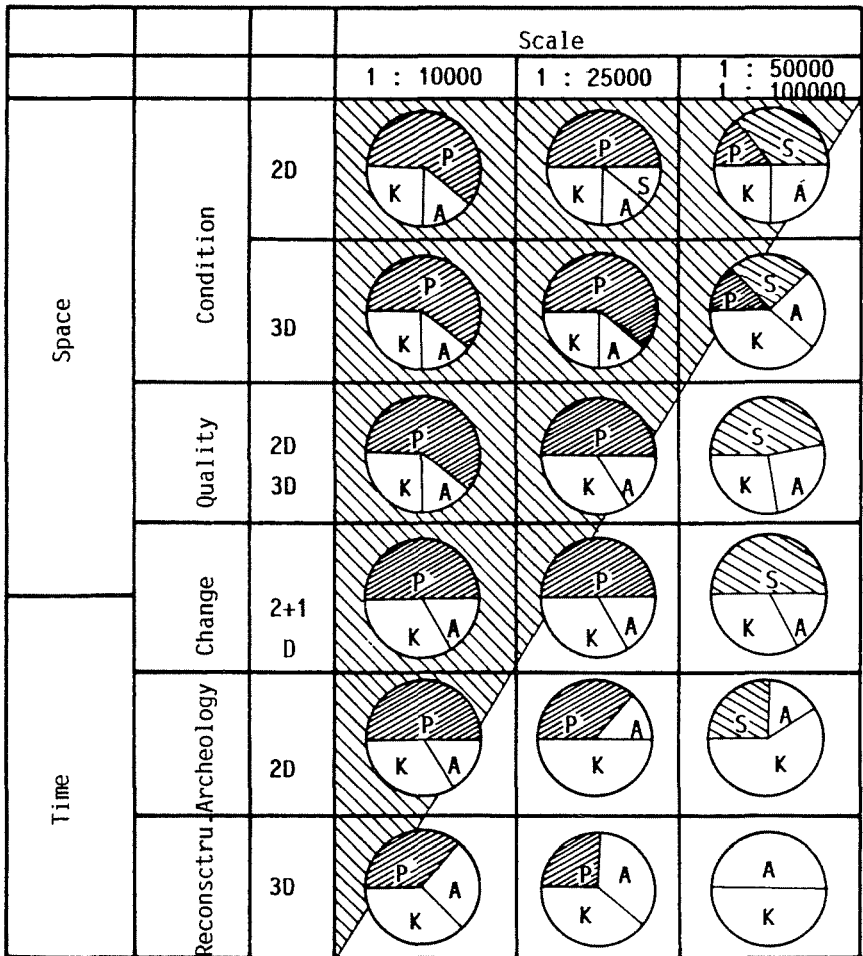 Scale
1 : 10000
1 : 25000
1 : 50000
1 : 100000
Space
Condition
2D
P
K
A
P
S
K
A
P
S
K
A
3D
P
K
A
P
K
A
P
S
A
K
Quality
2D
3D
P
K
A
P
K
A
S
K
A
Time
Change
2+1
D
P
K
A
P
K
A
S
K
A
Reconsctru.Archeology
2D
P
K
A
P
A
K
S
A
K
3D
P
A
K
P
A
K
A
K